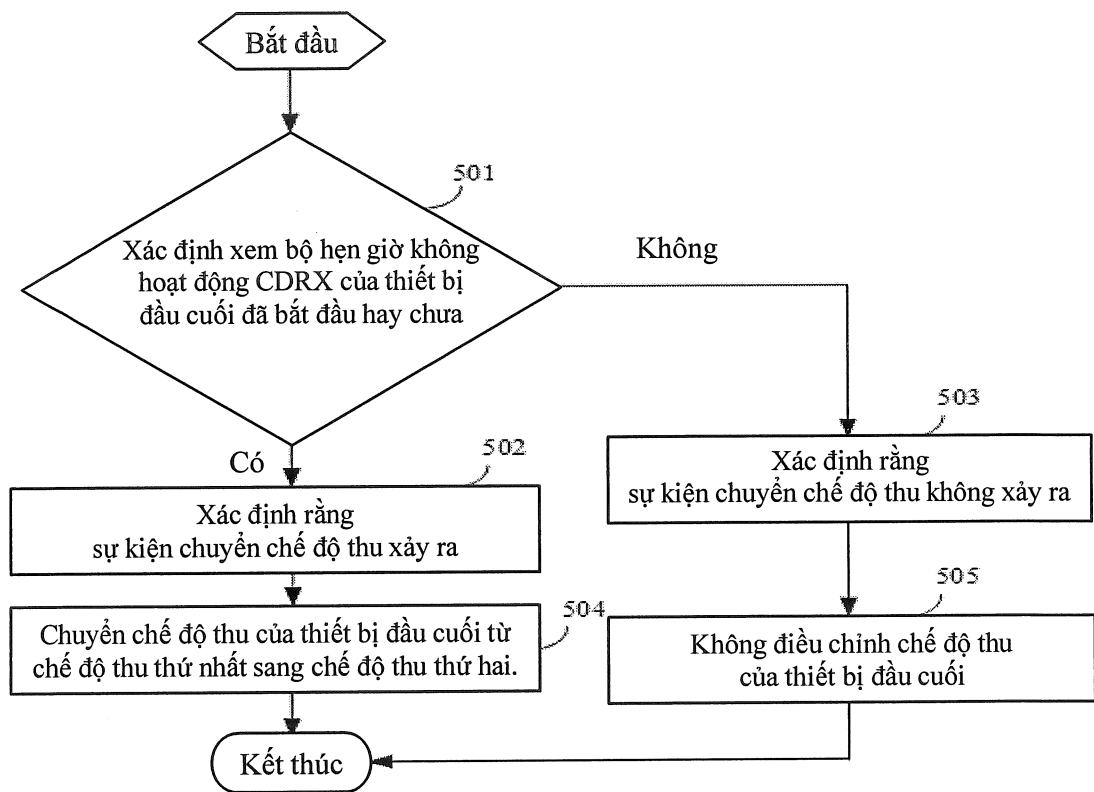 Bắt đầu
501
Xác định xem bộ hẹn giờ không
hoạt động CDRX của thiết bị
đầu cuối đã bắt đầu hay chưa
Không
Có
502
Xác định rằng
sự kiện chuyển chế độ thu xảy ra
503
Xác định rằng
sự kiện chuyển chế độ thu không xảy ra
504
Chuyển chế độ thu của thiết bị đầu cuối từ
chế độ thu thứ nhất sang chế độ thu thứ hai.
505
Không điều chỉnh chế độ thu
của thiết bị đầu cuối
Kết thúc